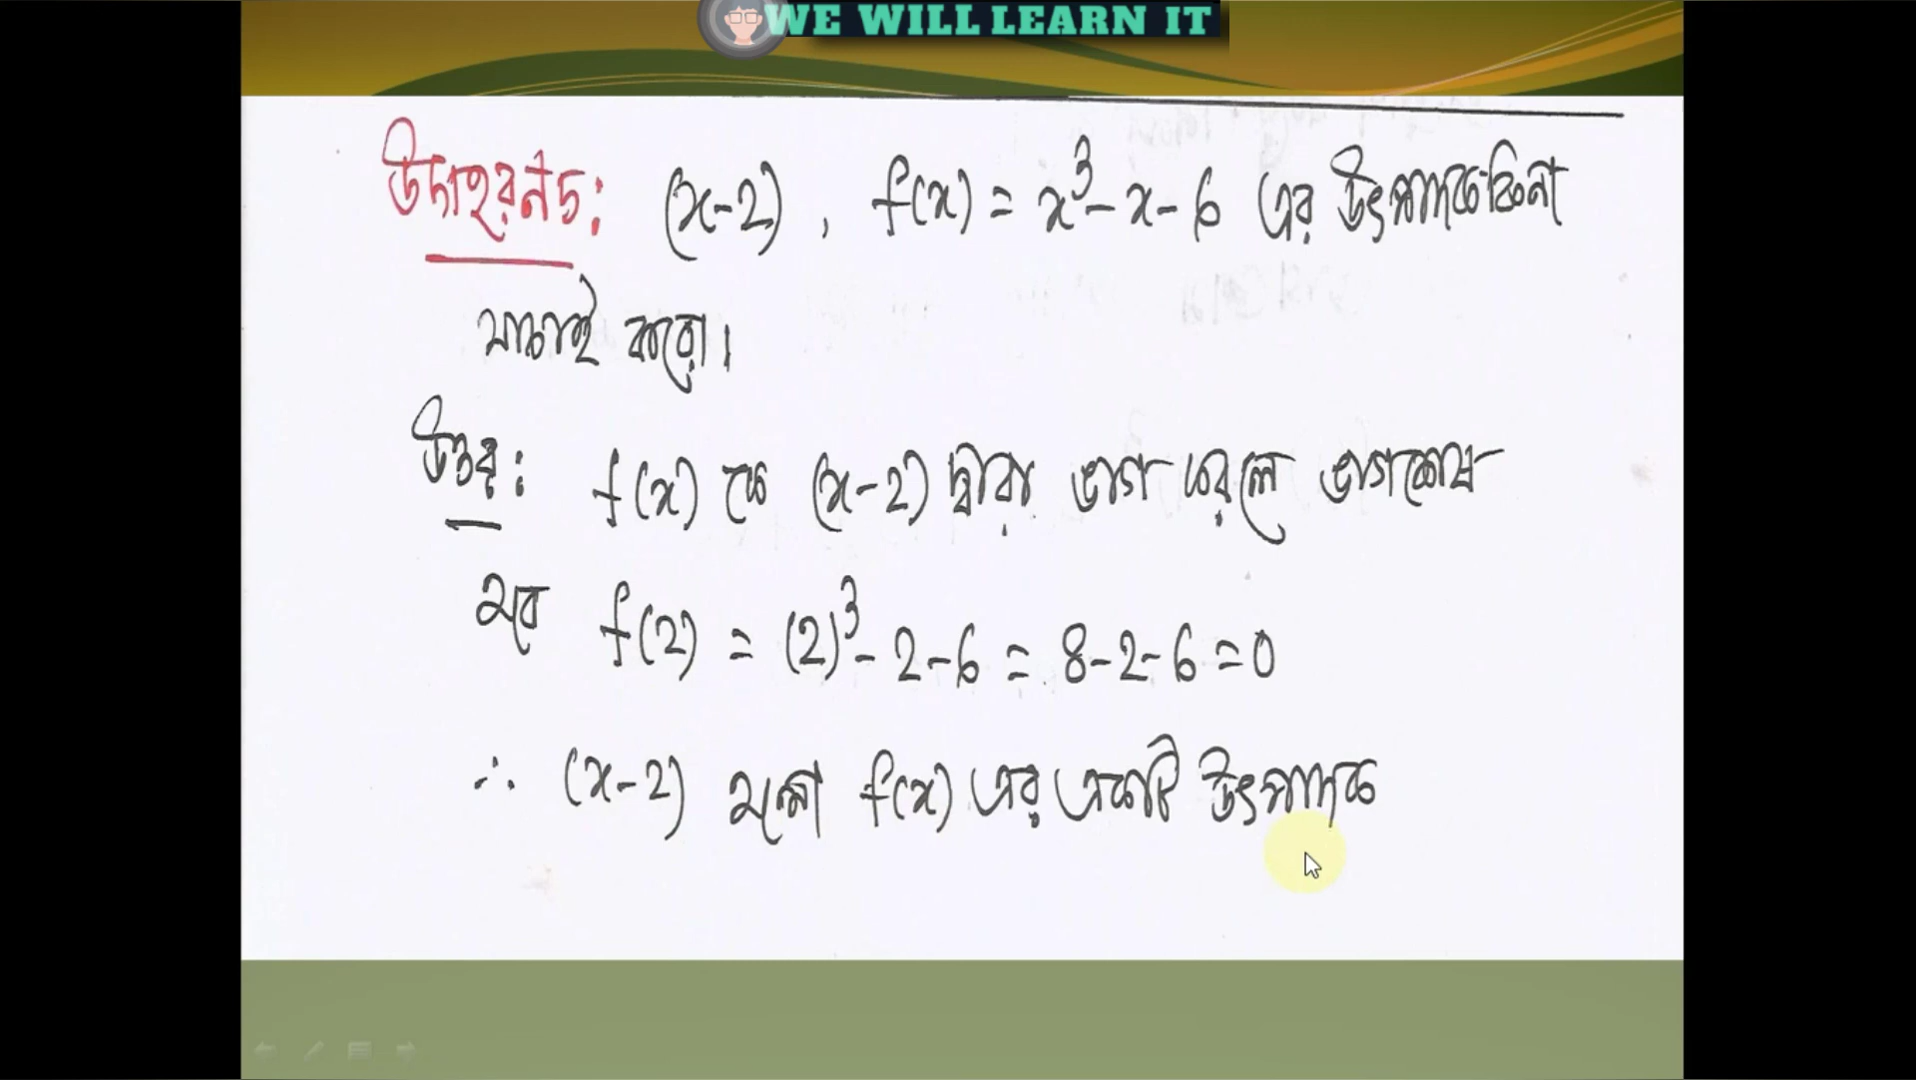 WE WILL LEARN IT
উদাহরনঃ: (x-2), f(x) = x³ - x - 6 এর উৎপাদক কিনা
যাচাই করো।
উত্তর: f(x) কে (x-2) দ্বারা ভাগ করলে ভাগশেষ
হবে f(2) = (2)³ - 2 - 6 = 8 - 2 - 6 = 0
∴ (x-2) হলো f(x) এর একটি উৎপাদক